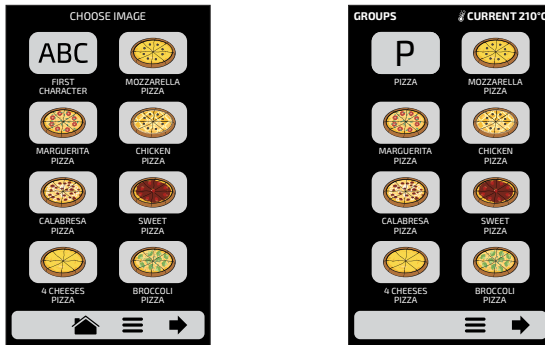 CHOOSE IMAGE
ABC
FIRST
CHARACTER
MOZZARELLA
PIZZA
MARGUERITA
PIZZA
CHICKEN
PIZZA
CALABRESA
PIZZA
SWEET
PIZZA
4 CHEESES
PIZZA
BROCCOLI
PIZZA
GROUPS
CURRENT 210°C
P
PIZZA
MOZZARELLA
PIZZA
MARGUERITA
PIZZA
CHICKEN
PIZZA
CALABRESA
PIZZA
SWEET
PIZZA
4 CHEESES
PIZZA
BROCCOLI
PIZZA